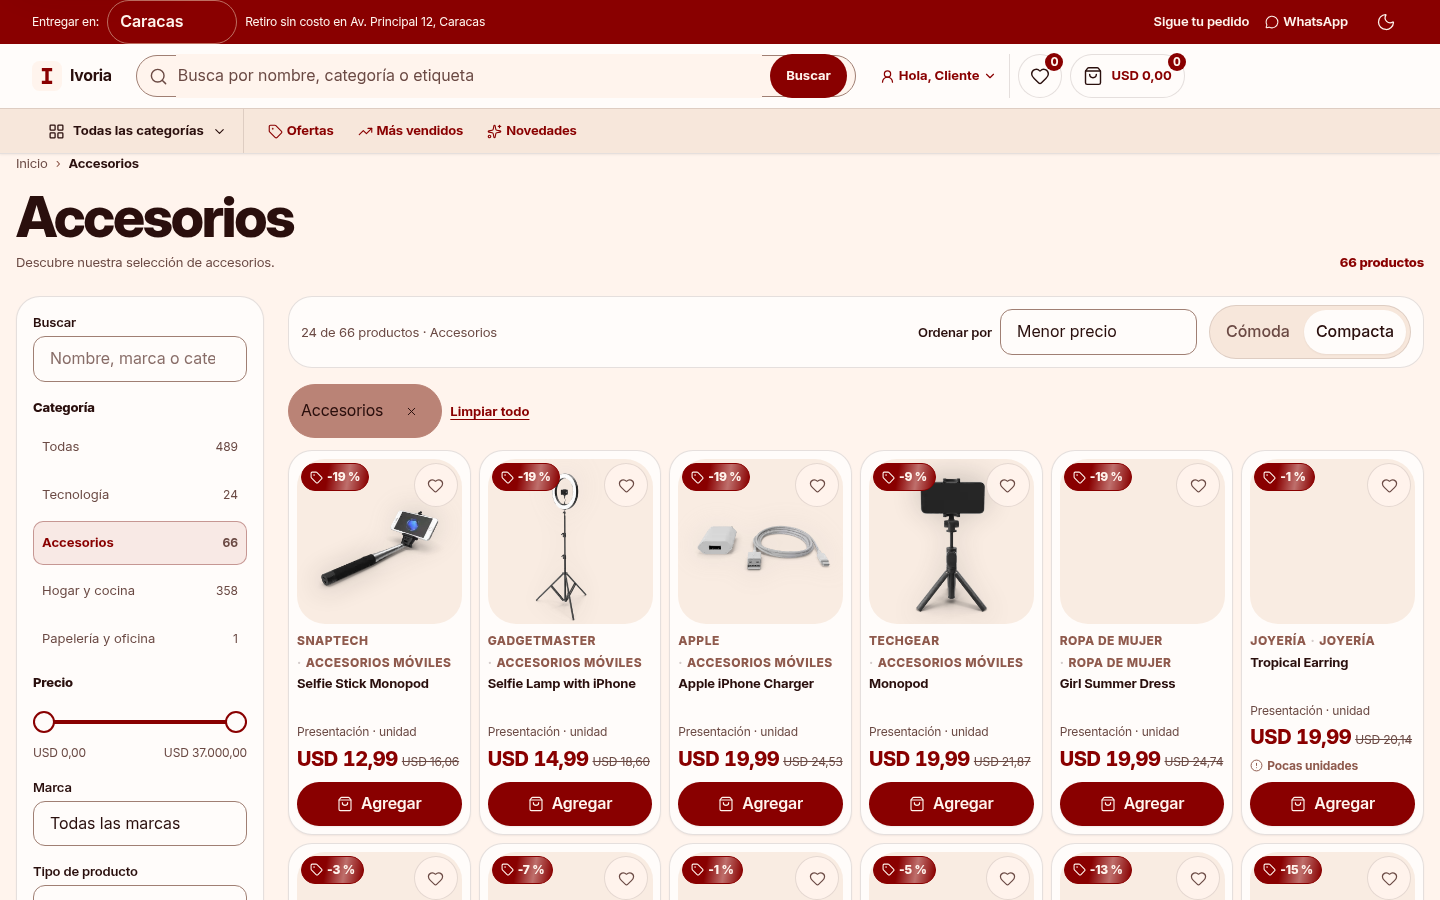 Entregar en: Caracas Retiro sin costo en Av. Principal 12, Caracas Sigue tu pedido WhatsApp
I Ivoria Busca por nombre, categoría o etiqueta Buscar Hola, Cliente 0 USD 0,00 0
Todas las categorías Ofertas Más vendidos Novedades
Inicio › Accesorios
Accesorios
Descubre nuestra selección de accesorios. 66 productos
Buscar
Nombre, marca o cate
Categoría
Todas 489
Tecnología 24
Accesorios 66
Hogar y cocina 358
Papelería y oficina 1
Precio
USD 0,00 USD 37.000,00
Marca
Todas las marcas
Tipo de producto
24 de 66 productos · Accesorios Ordenar por Menor precio Cómoda Compacta
Accesorios × Limpiar todo
-19 %
SNAPTECH
· ACCESORIOS MÓVILES
Selfie Stick Monopod
Presentación · unidad
USD 12,99 USD 16,06
Agregar
-19 %
GADGETMASTER
· ACCESORIOS MÓVILES
Selfie Lamp with iPhone
Presentación · unidad
USD 14,99 USD 18,60
Agregar
-19 %
APPLE
· ACCESORIOS MÓVILES
Apple iPhone Charger
Presentación · unidad
USD 19,99 USD 24,53
Agregar
-9 %
TECHGEAR
· ACCESORIOS MÓVILES
Monopod
Presentación · unidad
USD 19,99 USD 21,87
Agregar
-19 %
ROPA DE MUJER
· ROPA DE MUJER
Girl Summer Dress
Presentación · unidad
USD 19,99 USD 24,74
Agregar
-1 %
JOYERÍA · JOYERÍA
Tropical Earring
Presentación · unidad
USD 19,99 USD 20,14
Pocas unidades
Agregar
-3 %
-7 %
-1 %
-5 %
-13 %
-15 %